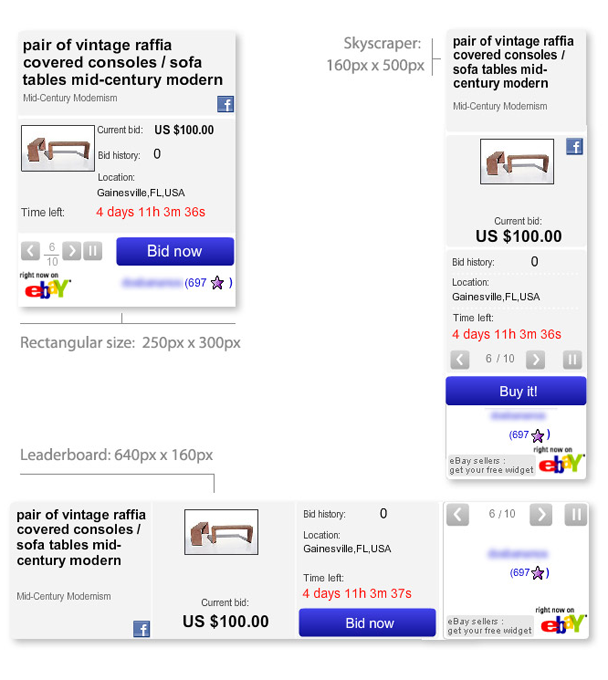 pair of vintage raffia
covered consoles / sofa
tables mid-century modern
Mid-Century Modernism
Current bid: US $100.00
Bid history: 0
Location:
Gainesville,FL,USA
Time left: 4 days 11h 3m 36s
6
10
Bid now
right now on
ebay
(697 )
Rectangular size: 250px x 300px
Skyscraper:
160px x 500px
pair of vintage raffia
covered consoles /
sofa tables mid-
century modern
Mid-Century Modernism
Current bid:
US $100.00
Bid history: 0
Location:
Gainesville,FL,USA
Time left:
4 days 11h 3m 36s
6 / 10
Buy it!
(697 )
right now on
eBay sellers :
get your free widget
ebay
Leaderboard: 640px x 160px
pair of vintage raffia
covered consoles /
sofa tables mid-
century modern
Mid-Century Modernism
Current bid:
US $100.00
Bid history: 0
Location:
Gainesville,FL,USA
Time left:
4 days 11h 3m 37s
Bid now
6 / 10
(697 )
right now on
eBay sellers :
get your free widget
ebay